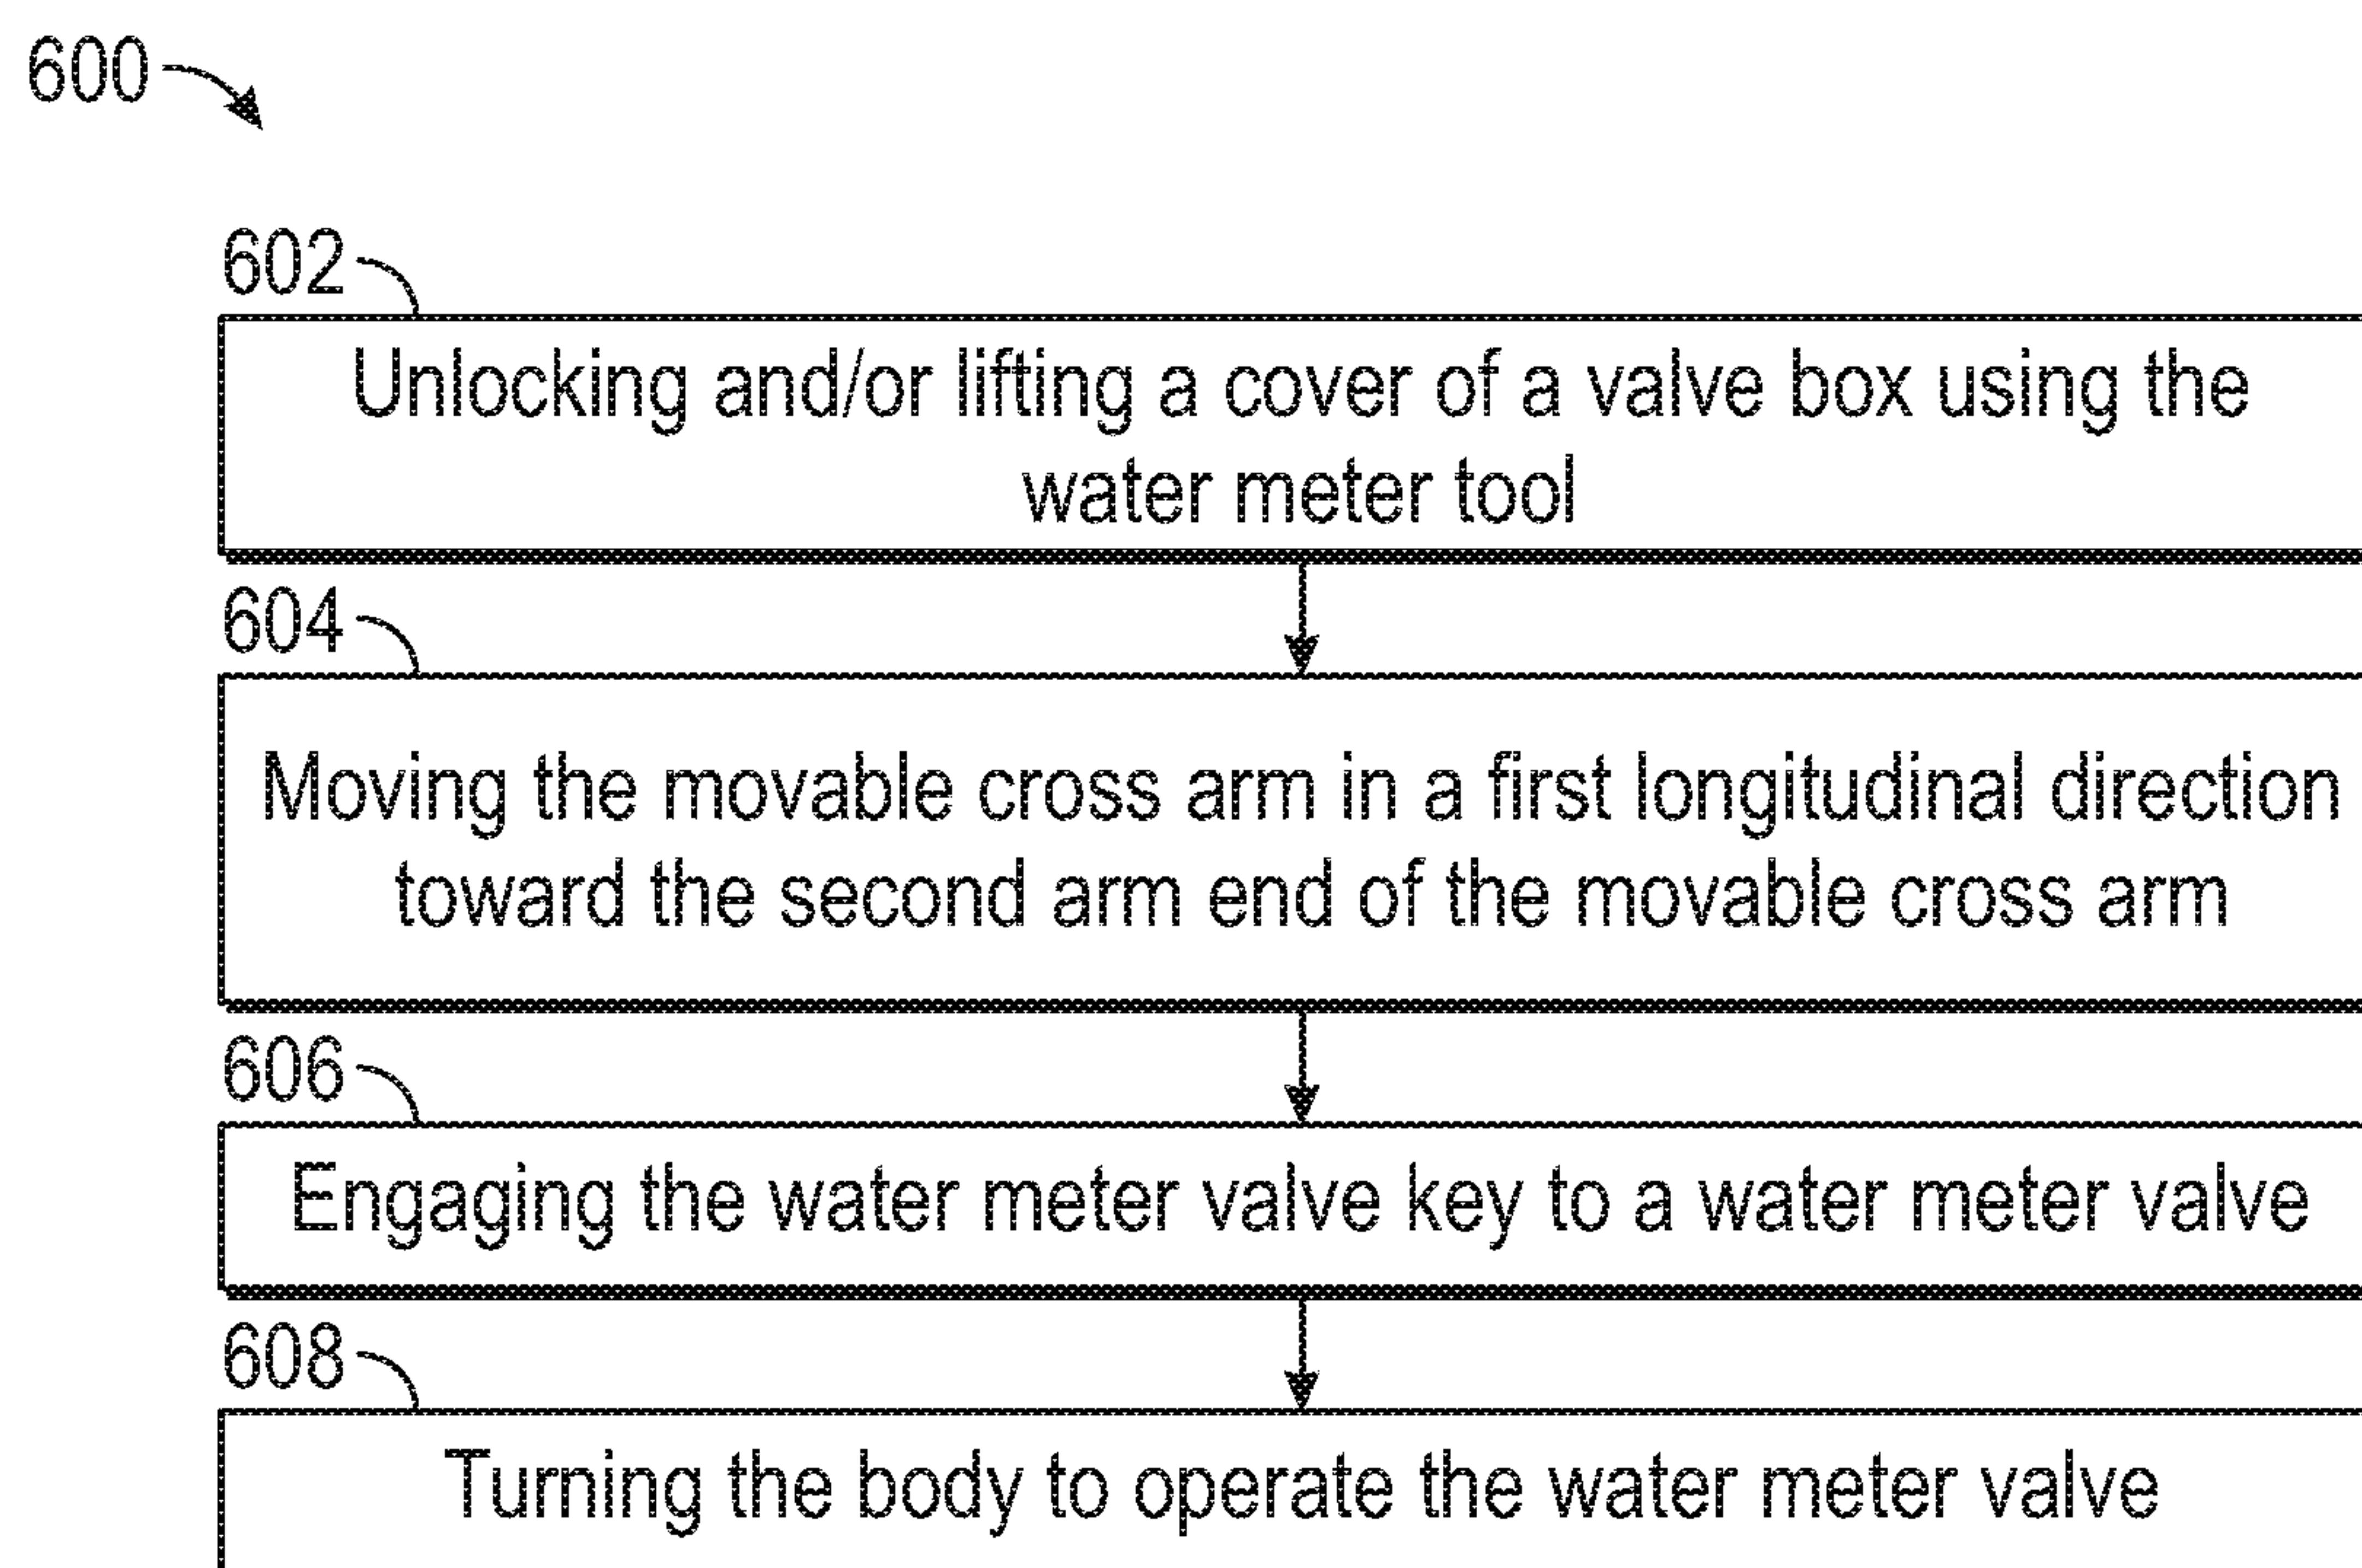 600
602
Unlocking and/or lifting a cover of a valve box using the
water meter tool
604
Moving the movable cross arm in a first longitudinal direction
toward the second arm end of the movable cross arm
606
Engaging the water meter valve key to a water meter valve
608
Turning the body to operate the water meter valve